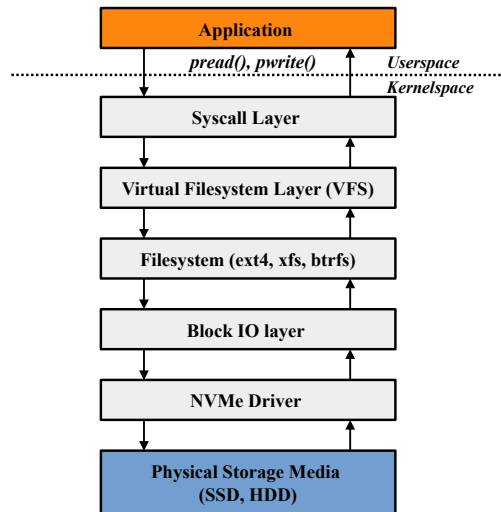 Application
pread(), pwrite()
Userspace
Kernelspace
Syscall Layer
Virtual Filesystem Layer (VFS)
Filesystem (ext4, xfs, btrfs)
Block IO layer
NVMe Driver
Physical Storage Media
(SSD, HDD)